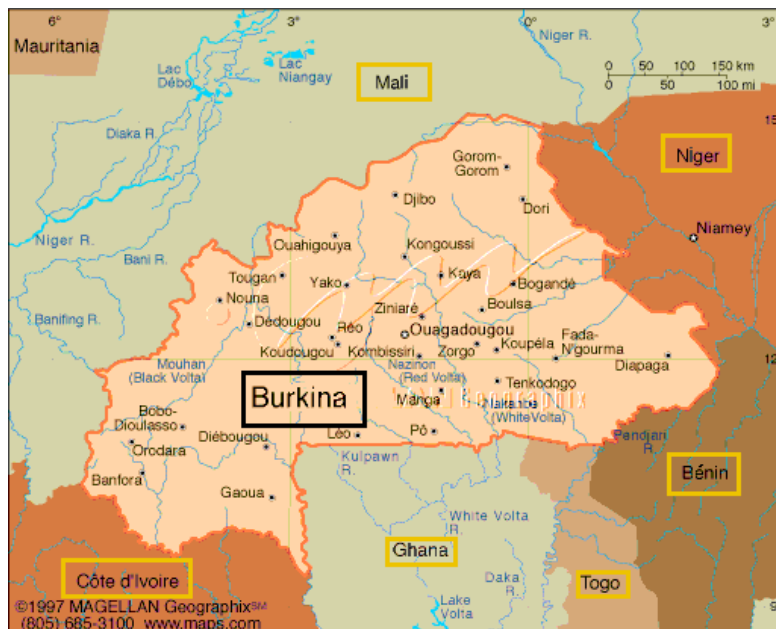 6°
3°
0°
3°
Mauritania
Lac
Débo
Lac
Niangay
Niger R.
Mali
0 50 100 150 km
0 50 100 mi
Diaka R.
15
Gorom-
Gorom
Niger
Djibo
Dori
Niamey
Niger R.
Ouahigouya
Kongoussi
Bani R.
Tougan
Yako
Kaya
Bogandé
Nouna
Boulsa
Banifing R.
Dédougou
Ziniaré
Réo
Ouagadougou
Fada-
N'gourma
Koudougou
Kombissiri
Zorgo
Koupéla
Diapaga
12
Mouhan
(Black Volta)
Nazinon
(Red Volta)
Tenkodogo
Burkina
Manga
Nakanbe
(White Volta)
Bobo-
Dioulasso
Diébougou
Léo
Pô
Pendjari
R.
Orodara
Kulpawn
R.
Banfora
Bénin
Gaoua
White Volta
R.
Ghana
Côte d'Ivoire
Daka
R.
Togo
©1997 MAGELLAN Geographix℠
(805) 685-3100 www.maps.com
Lake
Volta
9